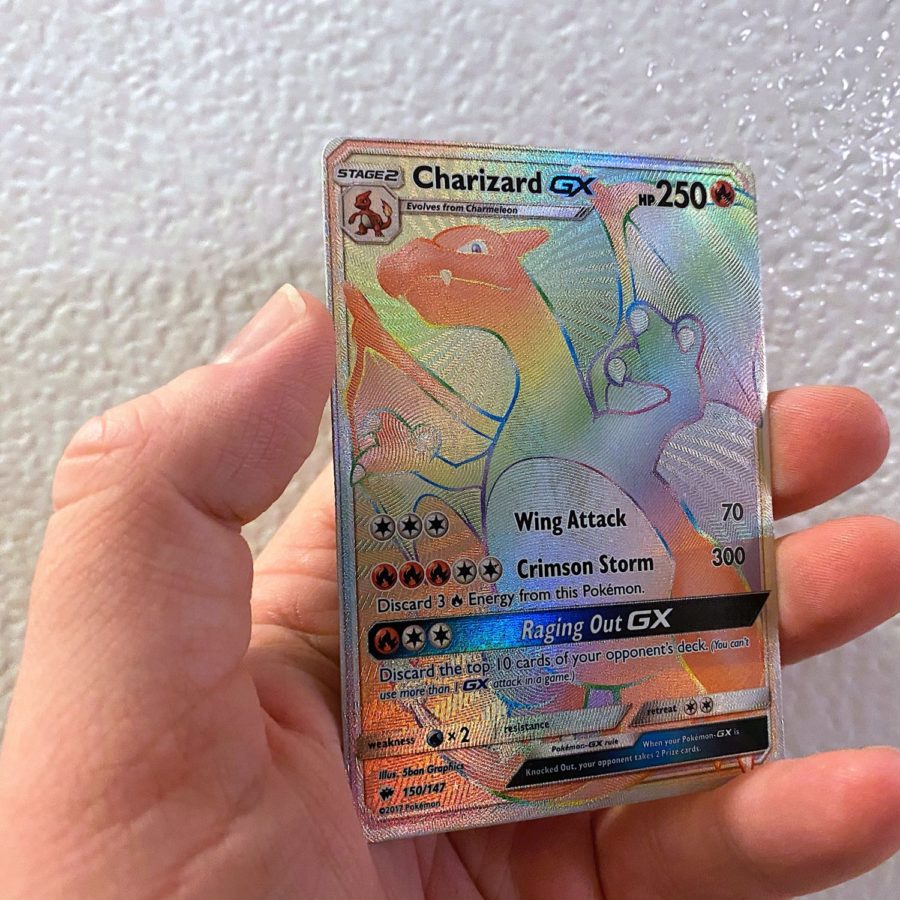 STAGE2 Charizard GX HP 250
Evolves from Charmeleon
Wing Attack 70
Crimson Storm 300
Discard 3 Energy from this Pokémon.
Raging Out GX
Discard the top 10 cards of your opponent's deck. (You can't
use more than 1 GX attack in a game.)
weakness ×2 resistance retreat
Pokémon-GX rule When your Pokémon-GX is
Knocked Out, your opponent takes 2 Prize cards.
Illus. 5ban Graphics
150/147
©2017 Pokémon